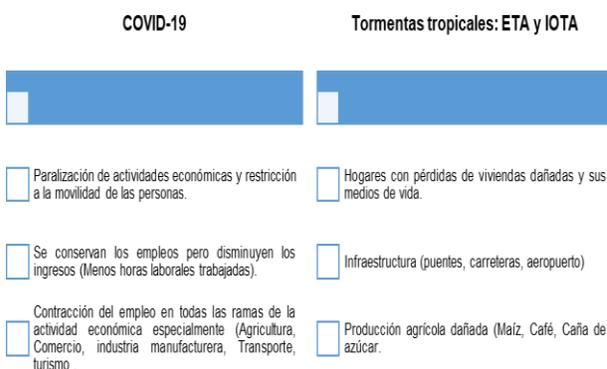 COVID-19
Paralización de actividades económicas y restricción
a la movilidad de las personas.
Se conservan los empleos pero disminuyen los
ingresos (Menos horas laborales trabajadas).
Contracción del empleo en todas las ramas de la
actividad económica especialmente (Agricultura,
Comercio, industria manufacturera, Transporte,
turismo
Tormentas tropicales: ETA y IOTA
Hogares con pérdidas de viviendas dañadas y sus
medios de vida.
Infraestructura (puentes, carreteras, aeropuerto)
Producción agrícola dañada (Maíz, Café, Caña de
azúcar.